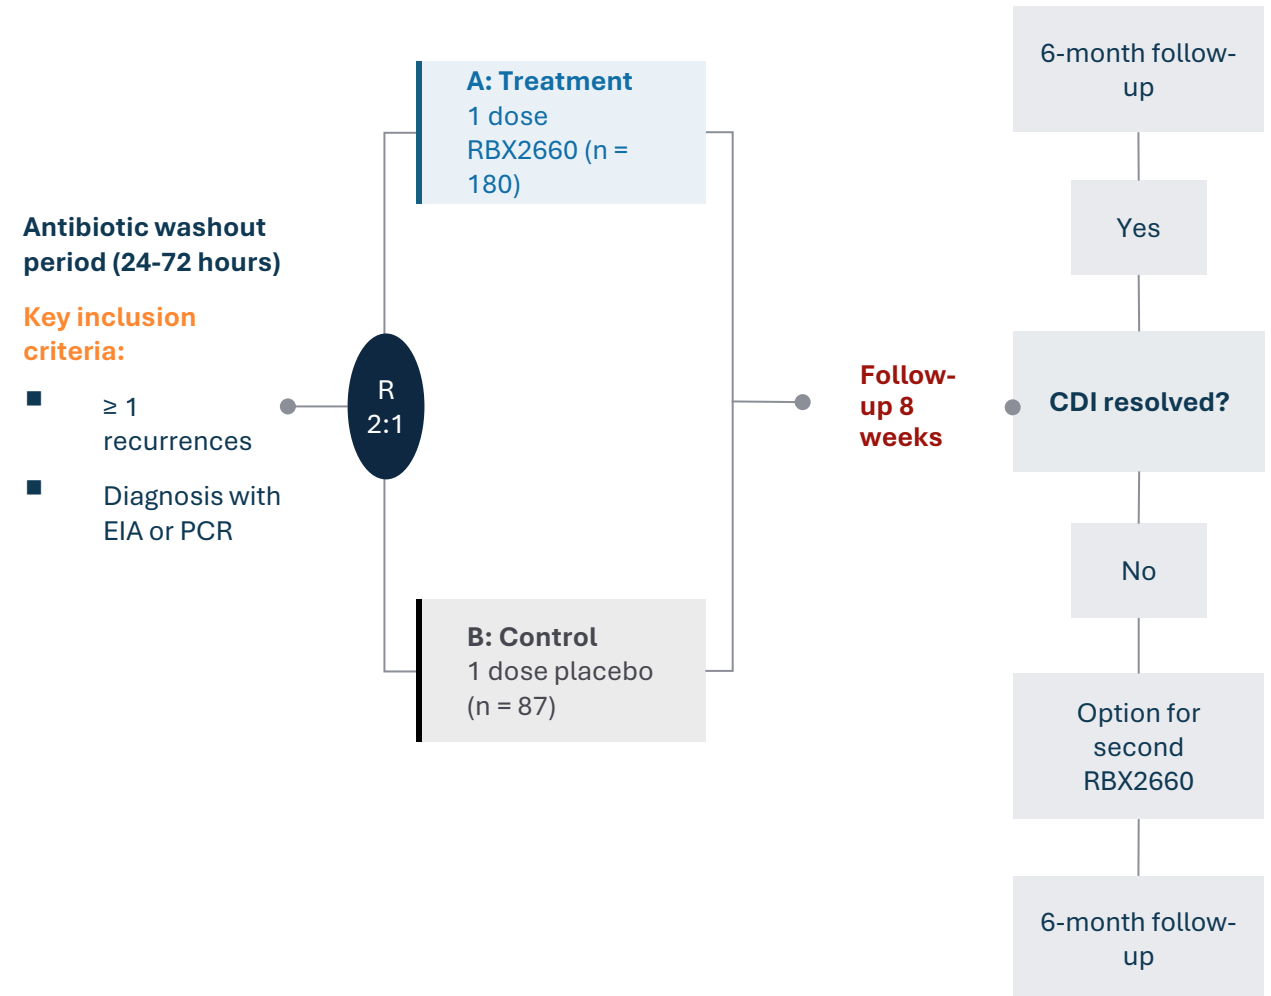 Antibiotic washout
period (24-72 hours)
Key inclusion
criteria:
≥ 1
recurrences
Diagnosis with
EIA or PCR
R
2:1
A: Treatment
1 dose
RBX2660 (n =
180)
B: Control
1 dose placebo
(n = 87)
Follow-
up 8
weeks
6-month follow-
up
Yes
CDI resolved?
No
Option for
second
RBX2660
6-month follow-
up